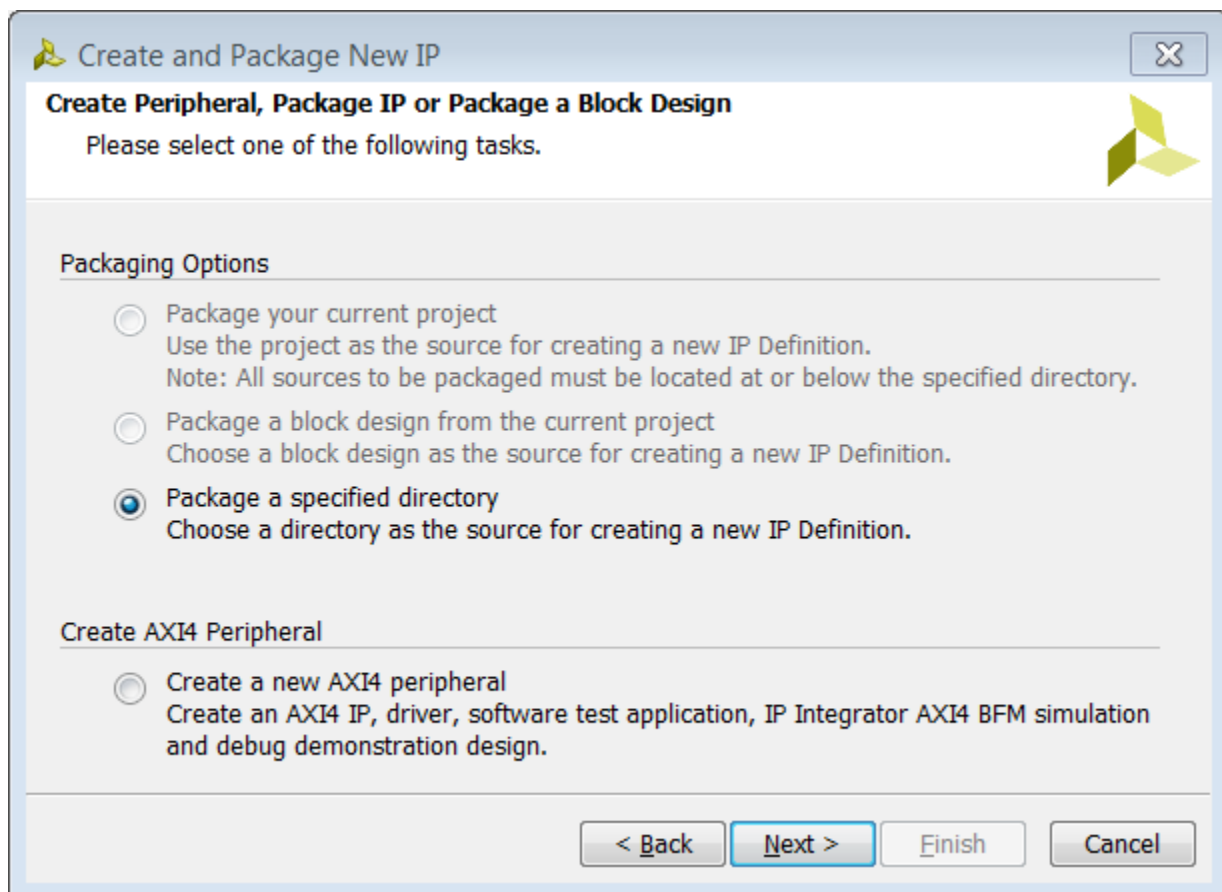 Create and Package New IP
Create Peripheral, Package IP or Package a Block Design
Please select one of the following tasks.
Packaging Options
Package your current project
Use the project as the source for creating a new IP Definition.
Note: All sources to be packaged must be located at or below the specified directory.
Package a block design from the current project
Choose a block design as the source for creating a new IP Definition.
Package a specified directory
Choose a directory as the source for creating a new IP Definition.
Create AXI4 Peripheral
Create a new AXI4 peripheral
Create an AXI4 IP, driver, software test application, IP Integrator AXI4 BFM simulation
and debug demonstration design.
< Back Next > Finish Cancel